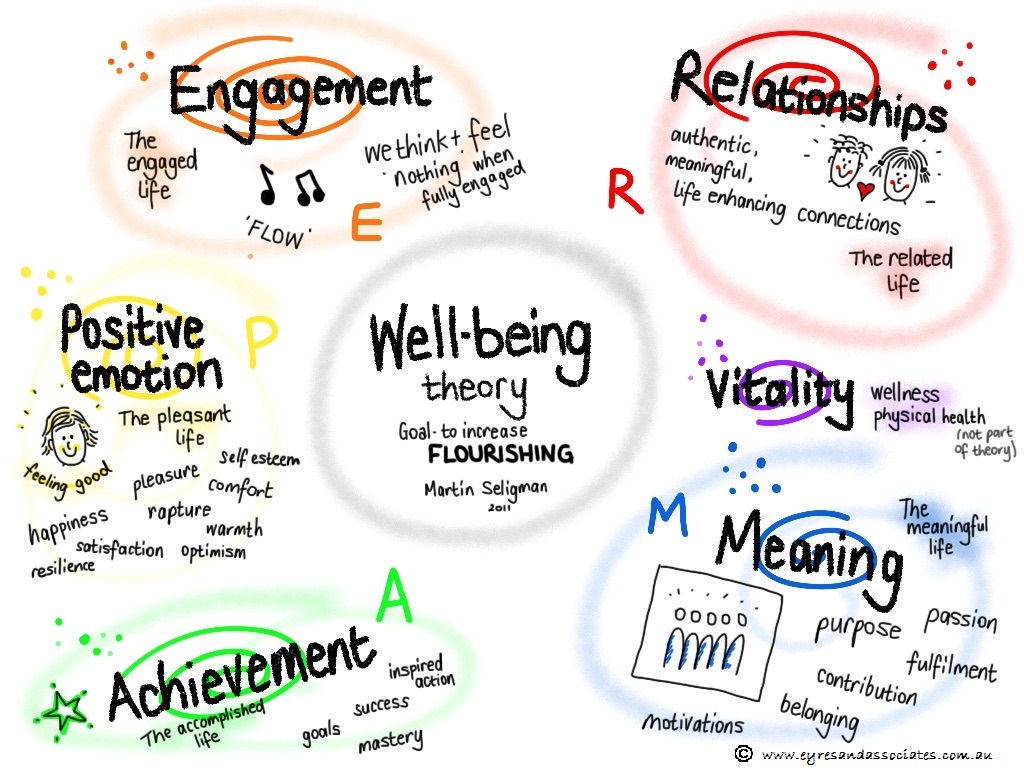 Engagement
The
engaged
life
'FLOW'
We think + feel
'nothing' when
fully engaged
E
Relationships
authentic,
meaningful,
life enhancing connections
The related
life
R
Positive
emotion
P
The pleasant
life
feeling good
pleasure
self esteem
comfort
happiness
rapture
warmth
satisfaction
optimism
resilience
Well-being
theory
Goal - to increase
FLOURISHING
Martin Seligman
2011
Vitality
wellness
physical health
(not part
of theory)
M
Meaning
The
meaningful
life
purpose
passion
fulfilment
contribution
belonging
motivations
A
Achievement
The accomplished
life
inspired
action
success
goals
mastery
© www.eyresandassociates.com.au